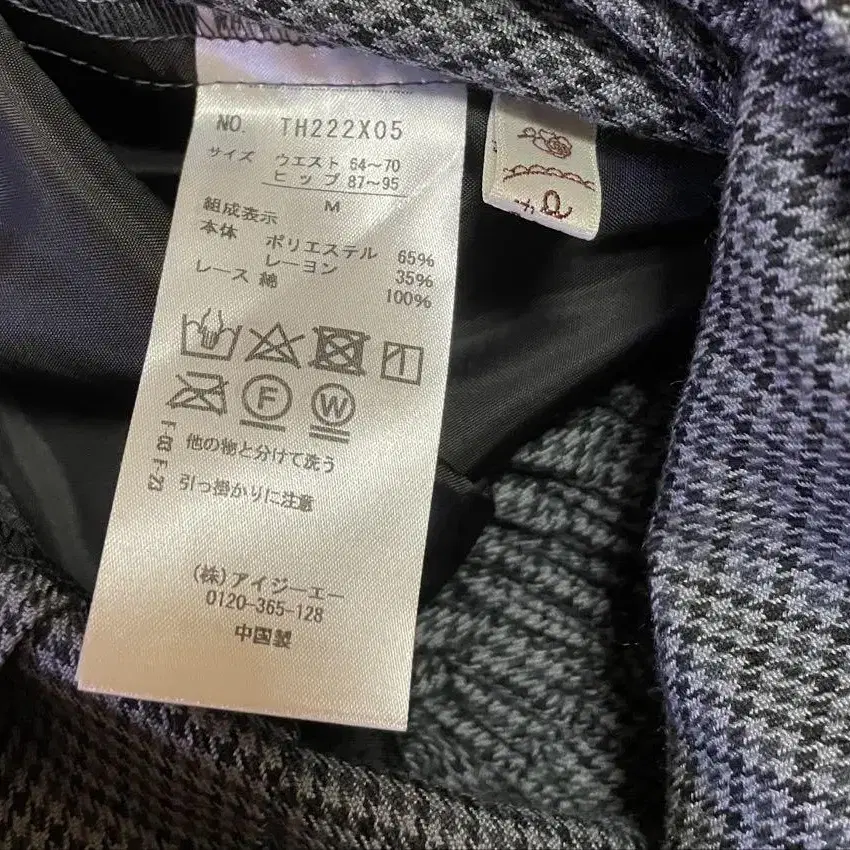 NO. TH222X05
サイズ ウエスト 64～70
ヒップ 87～95
M
組成表示
本体 ポリエステル 65%
レーヨン 35%
レース 綿 100%
F
W
他の物と分けて洗う
引っ掛かりに注意
F-03 F-23
(株)アイジーエー
0120-365-128
中国製